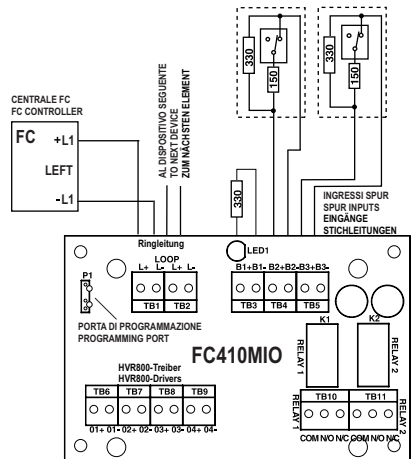 330
150
330
150
CENTRALE FC
FC CONTROLLER
FC
+L1
LEFT
-L1
AL DISPOSITIVO SEGUENTE
TO NEXT DEVICE
ZUM NÄCHSTEN ELEMENT
330
INGRESSI SPUR
SPUR INPUTS
EINGÄNGE
STICHLEITUNGEN
Ringleitung
LOOP
L+ L- L+ L-
TB1 TB2
LED1
B1+ B1- B2+ B2- B3+ B3-
TB3 TB4 TB5
P1
PORTA DI PROGRAMMAZIONE
PROGRAMMING PORT
K1
K2
RELAY 1
RELAY 2
FC410MIO
HVR800-Treiber
HVR800-Drivers
TB6 TB7 TB8 TB9
01+ 01- 02+ 02- 03+ 03- 04+ 04-
RELAY 1
TB10 TB11
RELAY 2
COM N/O N/C COM N/O N/C